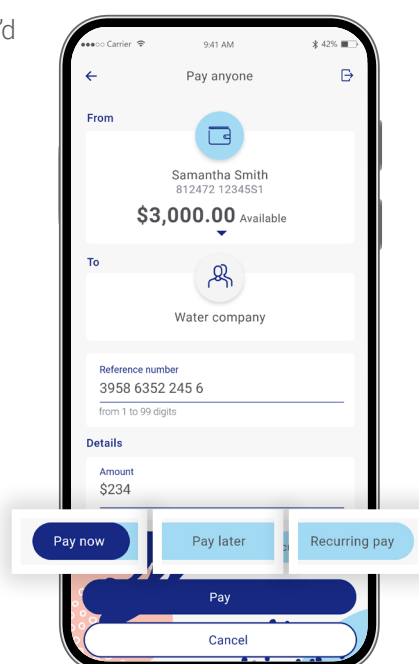 'd
Carrier 9:41 AM 42%
Pay anyone
From
Samantha Smith
812472 12345S1
$3,000.00 Available
To
Water company
Reference number
3958 6352 245 6
from 1 to 99 digits
Details
Amount
$234
Pay now Pay later Recurring pay
Pay
Cancel